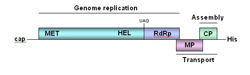 Genome replication
UAG
Assembly
cap
MET
HEL
RdRp
CP
His
MP
Transport